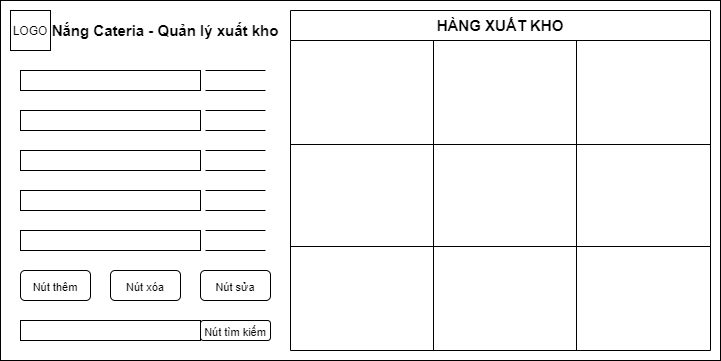 LOGO
Nắng Cateria - Quản lý xuất kho
HÀNG XUẤT KHO
Nút thêm
Nút xóa
Nút sửa
Nút tìm kiếm